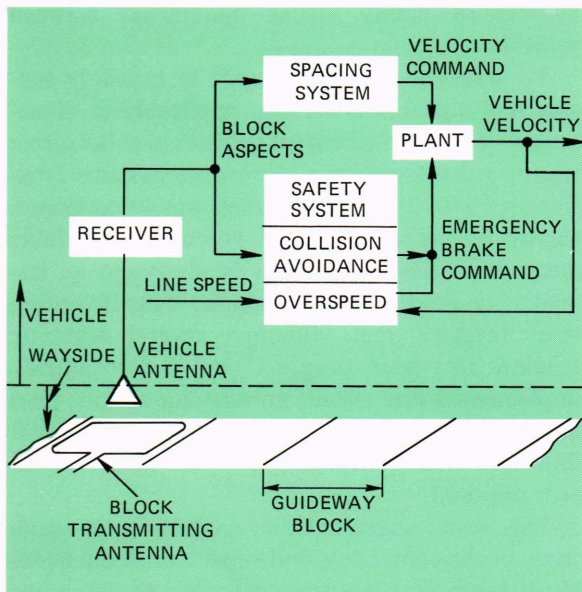 VELOCITY
COMMAND
SPACING
SYSTEM
VEHICLE
VELOCITY
BLOCK
ASPECTS
PLANT
SAFETY
SYSTEM
RECEIVER
COLLISION
AVOIDANCE
EMERGENCY
BRAKE
COMMAND
LINE SPEED
OVERSPEED
VEHICLE
WAYSIDE
VEHICLE
ANTENNA
BLOCK
TRANSMITTING
ANTENNA
GUIDEWAY
BLOCK